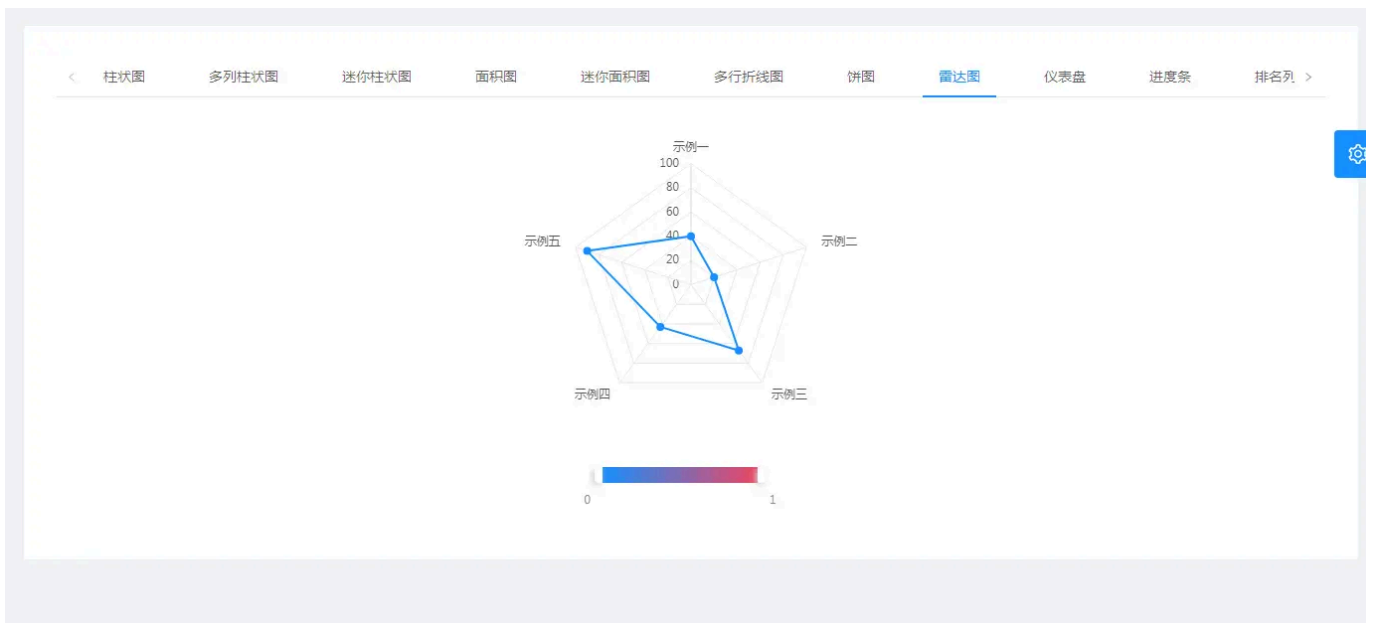 柱状图 多列柱状图 迷你柱状图 面积图 迷你面积图 多行折线图 饼图 雷达图 仪表盘 进度条 排名列
示例一
100
80
60
示例五
40
示例二
20
0
示例四
示例三
0 1